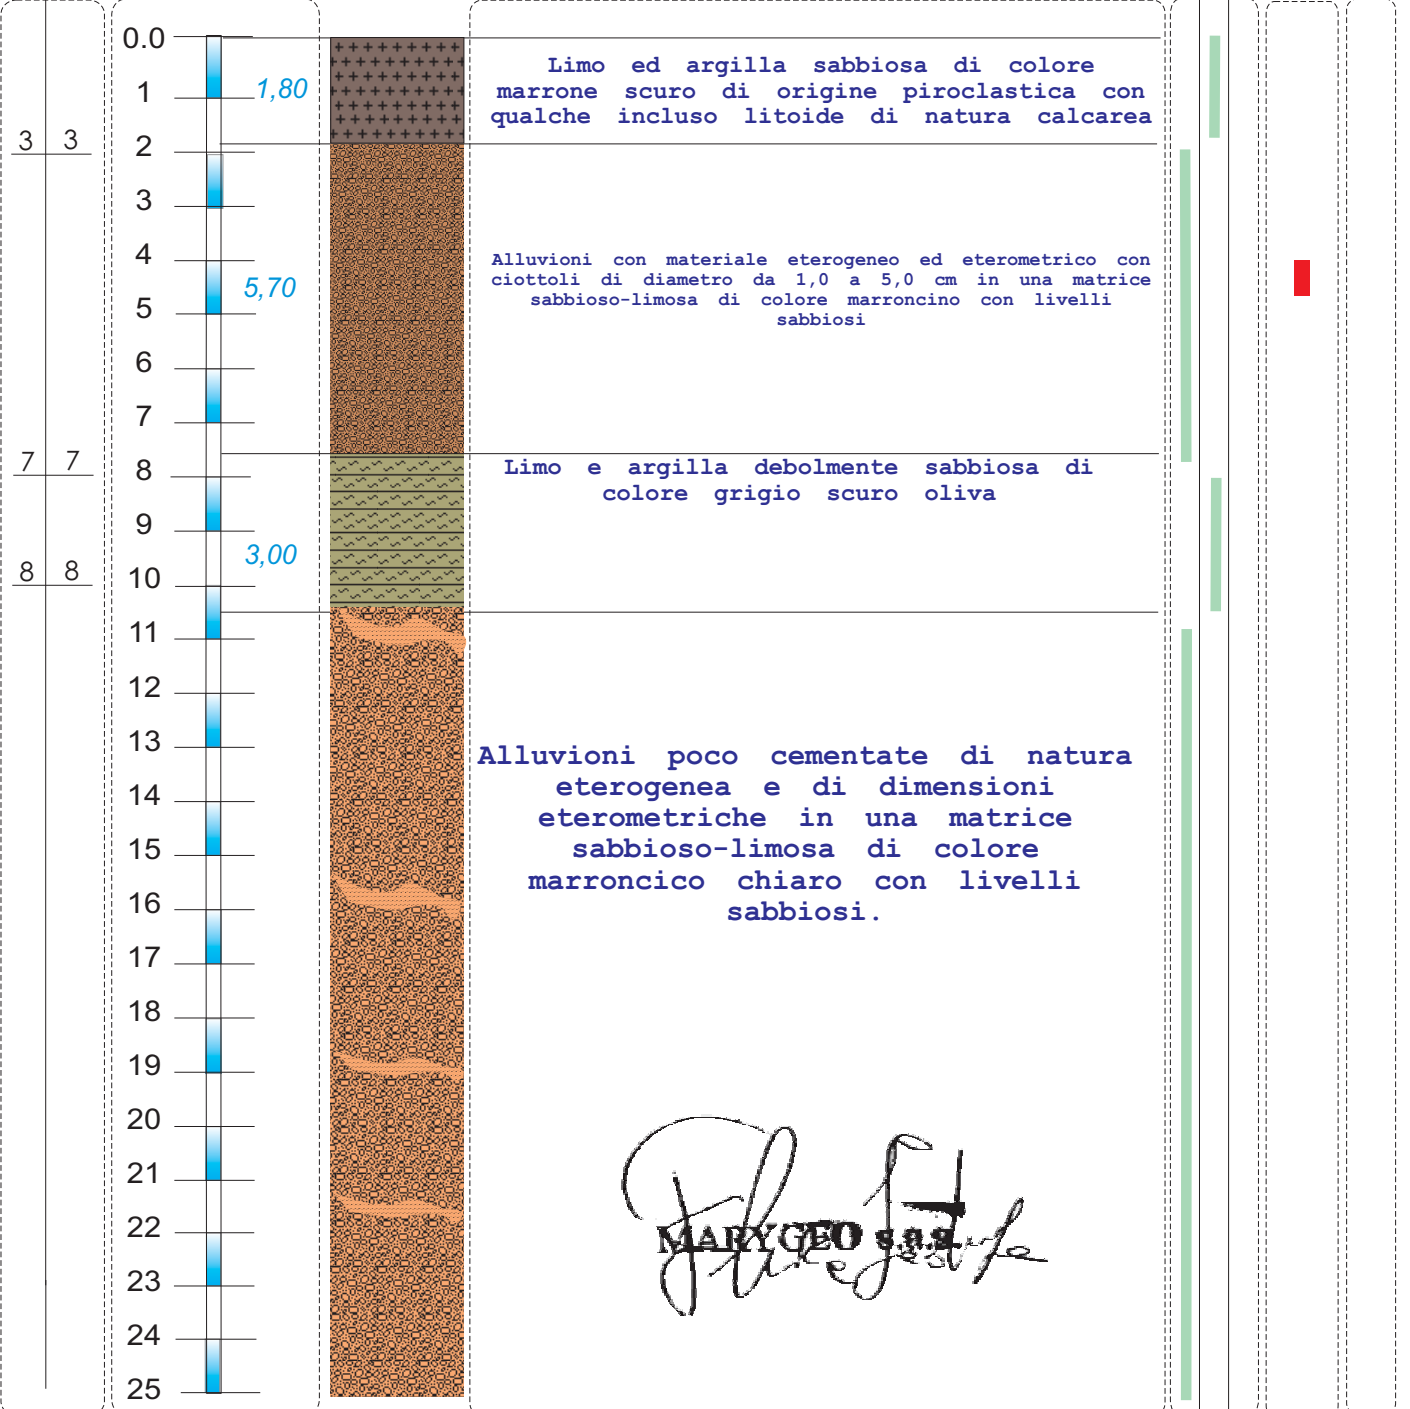 0.0
1
2
3
4
5
6
7
8
9
10
11
12
13
14
15
16
17
18
19
20
21
22
23
24
25
3 3
7 7
8 8
1,80
5,70
3,00
Limo ed argilla sabbiosa di colore
marrone scuro di origine piroclastica con
qualche incluso litoide di natura calcarea
Alluvioni con materiale eterogeneo ed eterometrico con
ciottoli di diametro da 1,0 a 5,0 cm in una matrice
sabbioso-limosa di colore marroncino con livelli
sabbiosi
Limo e argilla debolmente sabbiosa di
colore grigio scuro oliva
Alluvioni poco cementate di natura
eterogenea e di dimensioni
eterometriche in una matrice
sabbioso-limosa di colore
marroncico chiaro con livelli
sabbiosi.
MARYGEO s.a.s.